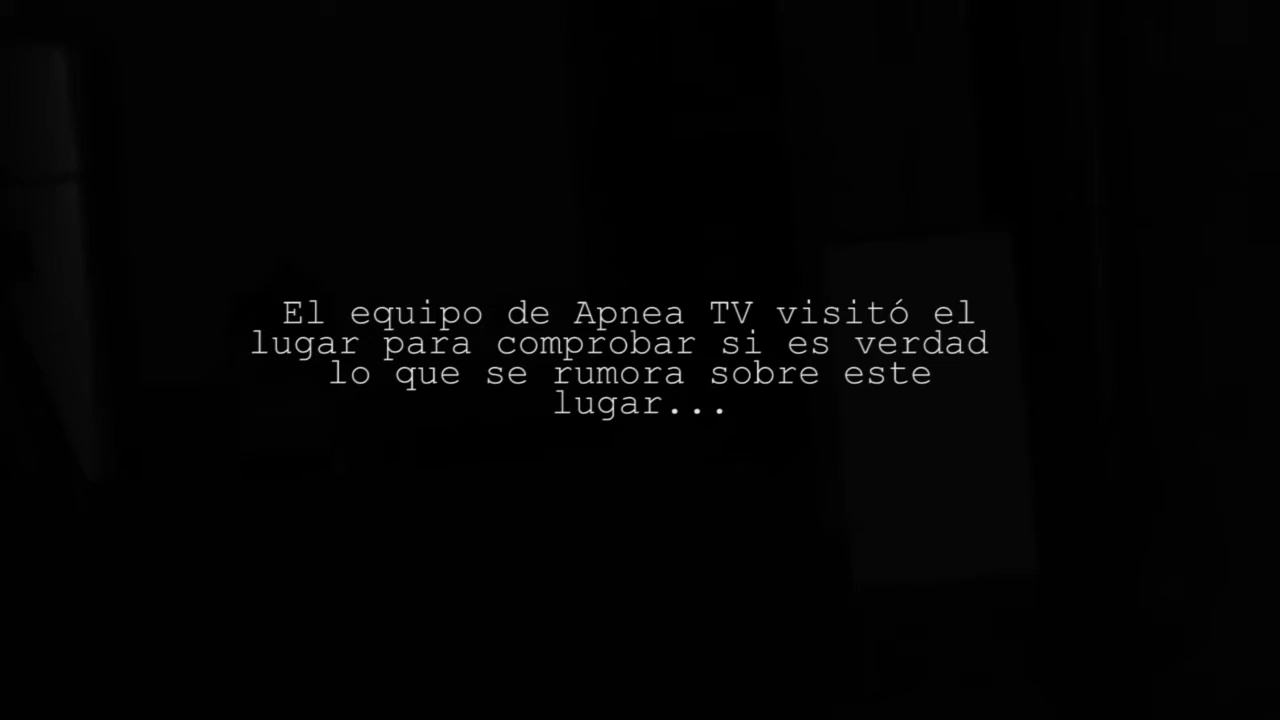 El equipo de Apnea TV visitó el
lugar para comprobar si es verdad
lo que se rumora sobre este
lugar...